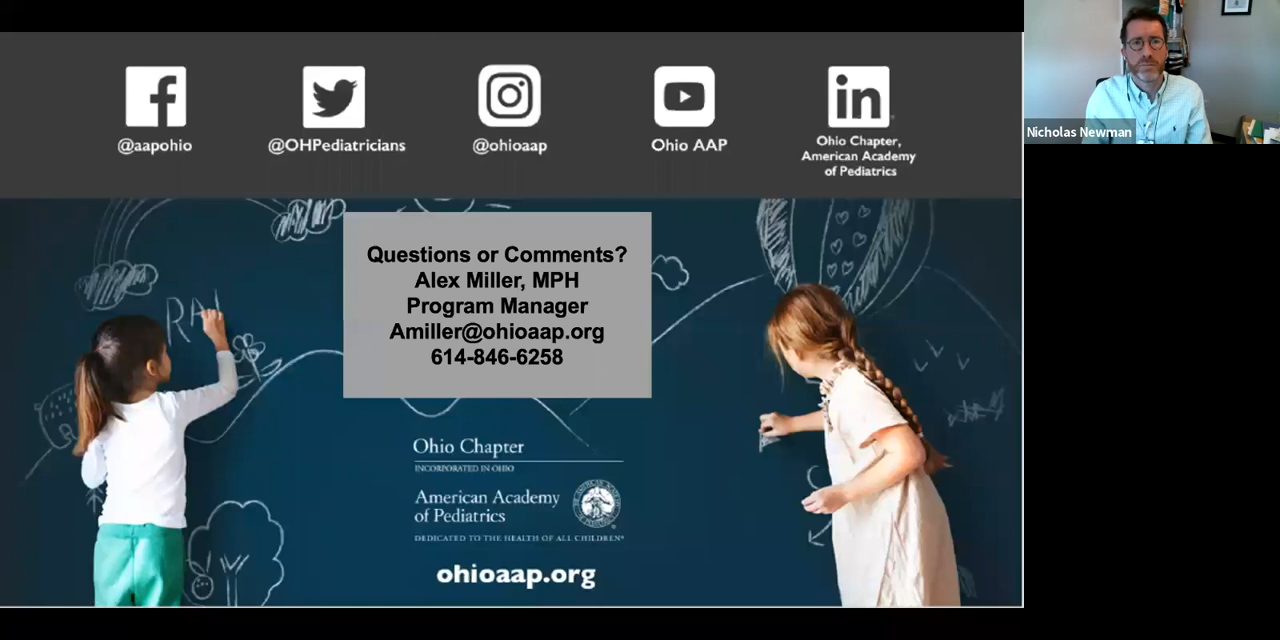 @aapohio
@OHPediatricians
@ohioaap
Ohio AAP
Ohio Chapter,
American Academy
of Pediatrics
Nicholas Newman
Questions or Comments?
Alex Miller, MPH
Program Manager
Amiller@ohioaap.org
614-846-6258
RA
Ohio Chapter
INCORPORATED IN OHIO
American Academy
of Pediatrics
DEDICATED TO THE HEALTH OF ALL CHILDREN®
ohioaap.org